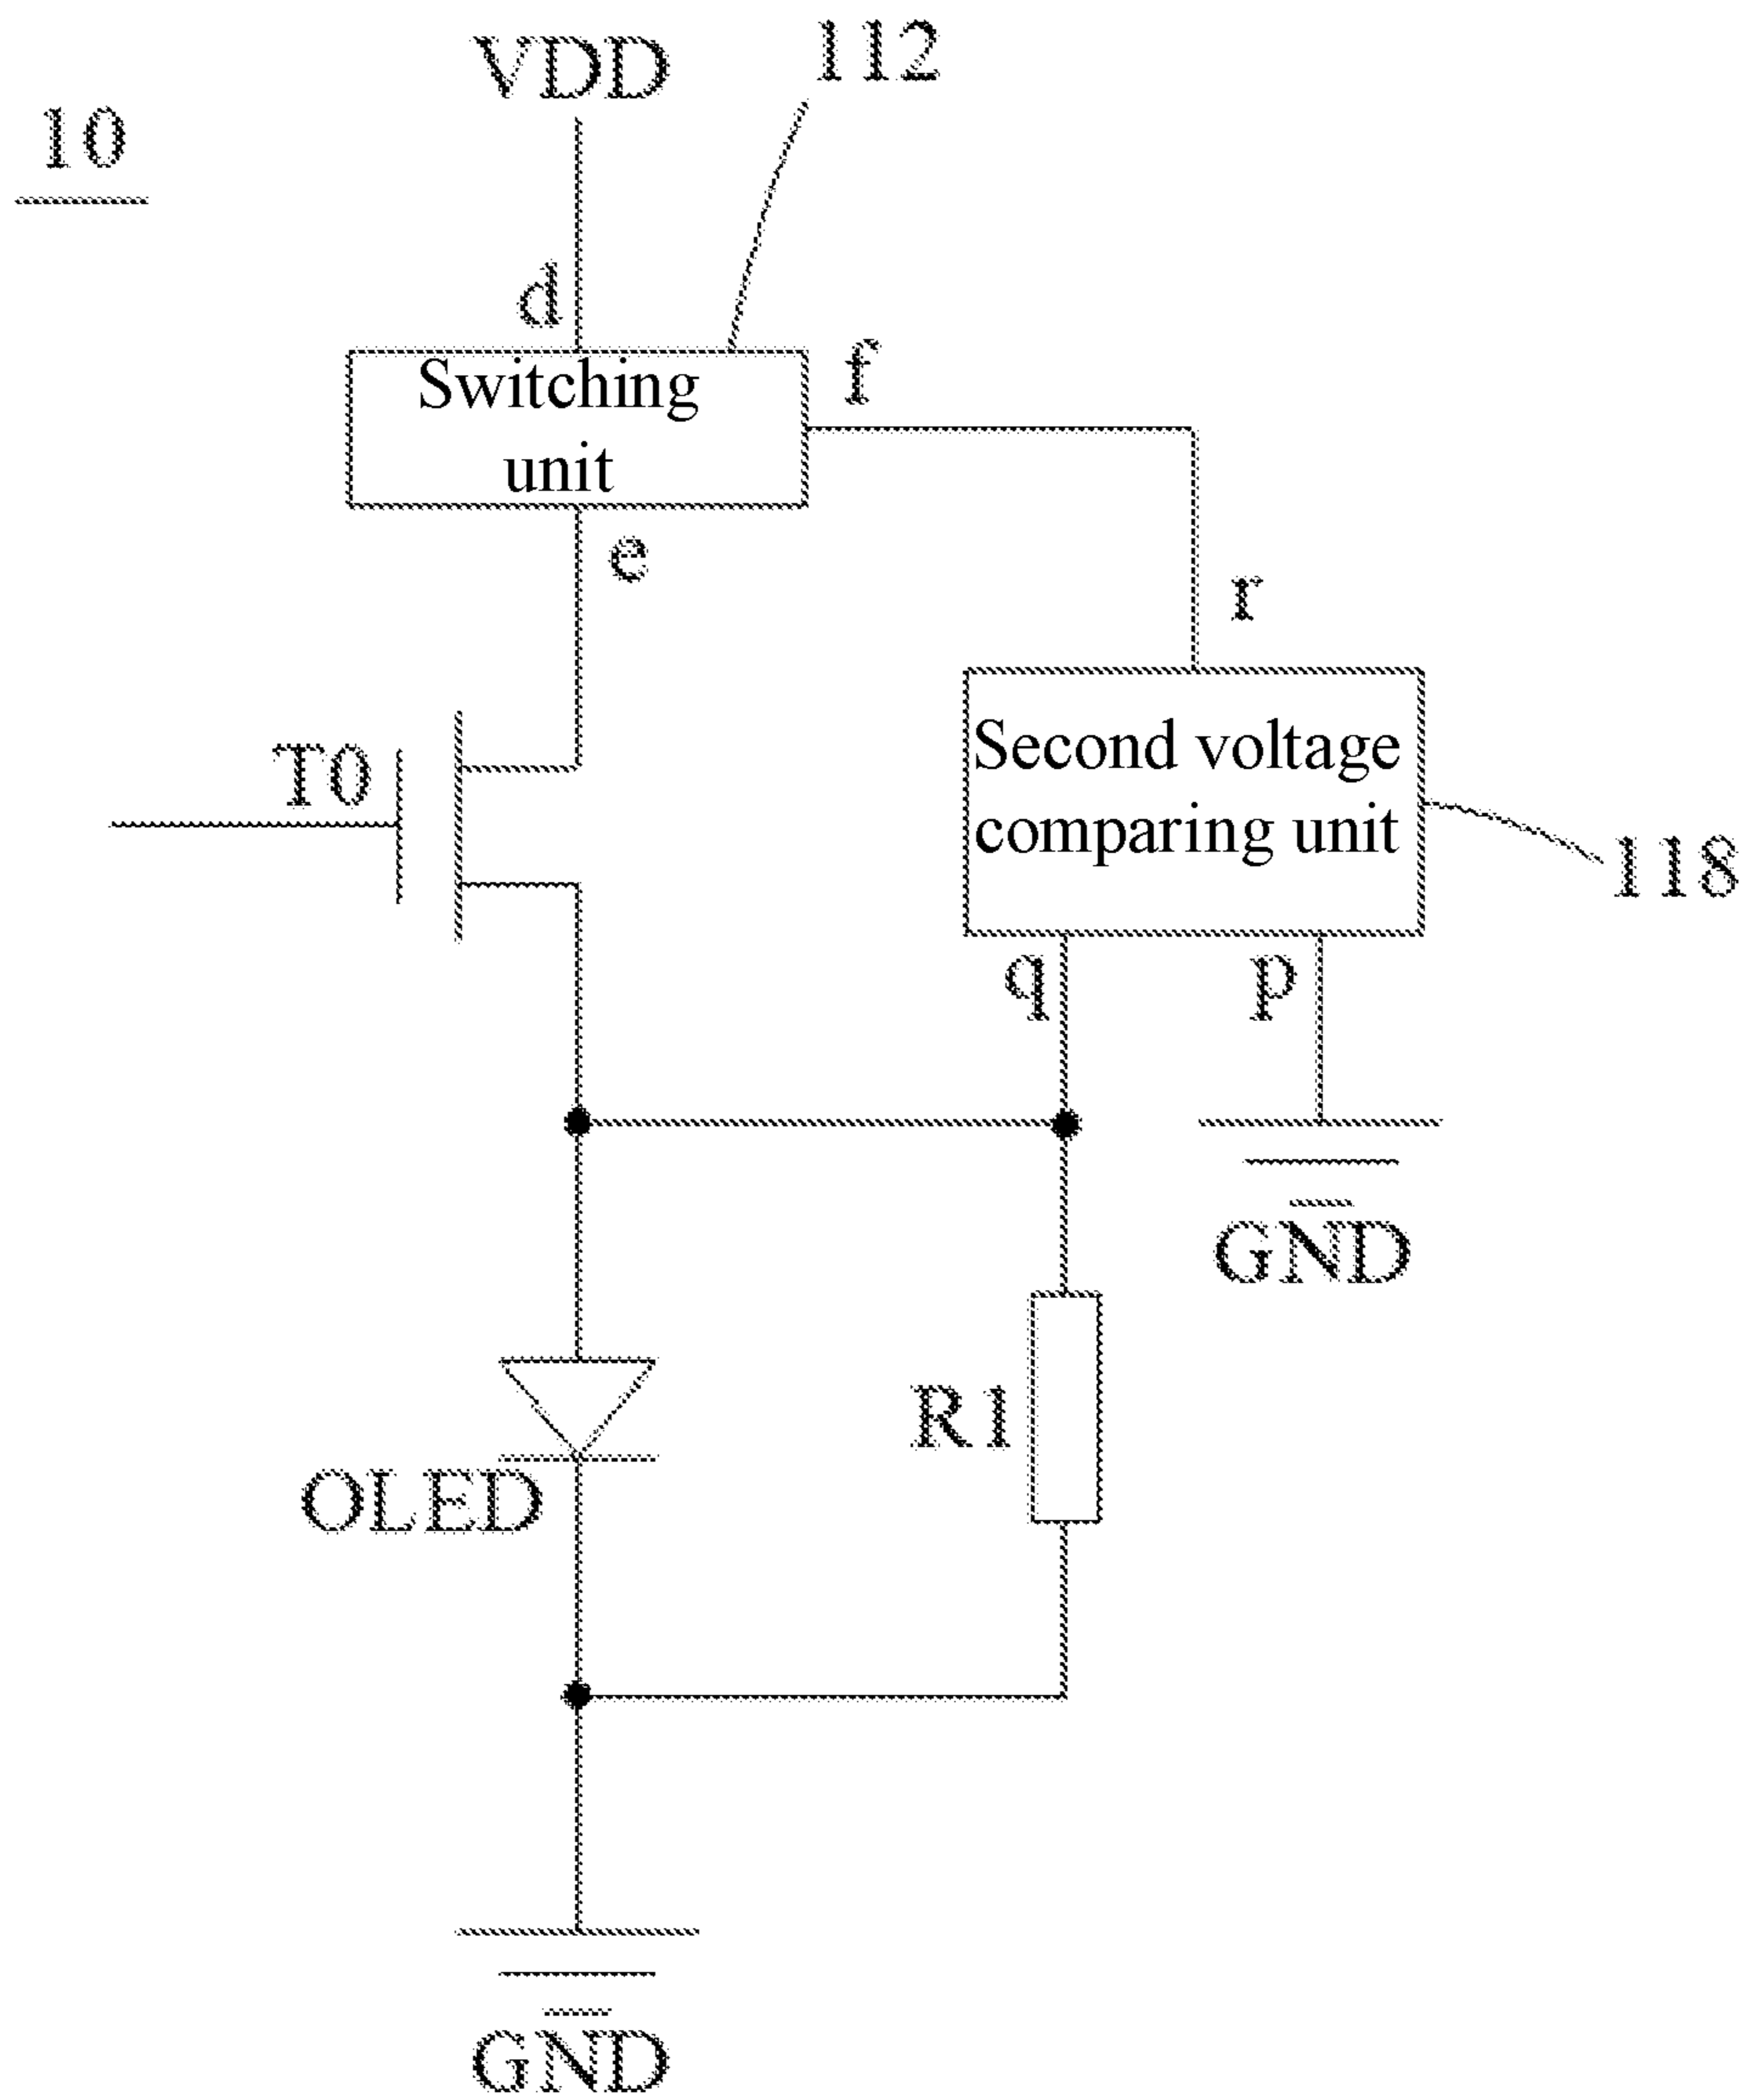 VDD
112
10
d
f
Switching
unit
e
r
T0
Second voltage
comparing unit
118
q
p
GND
R1
OLED
GND